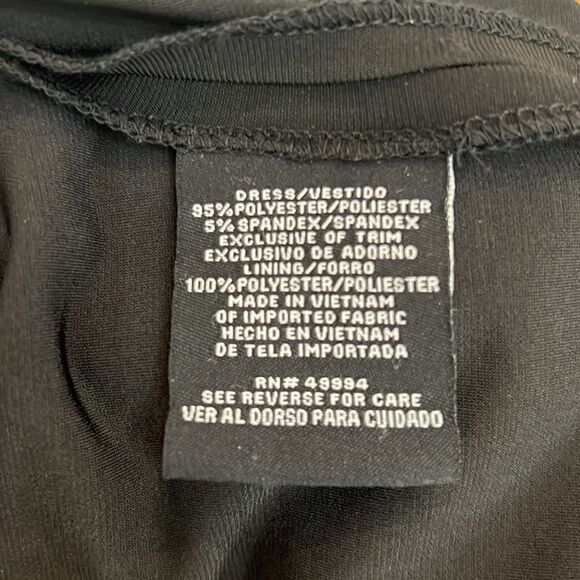 DRESS/VESTIDO
95%POLYESTER/POLIESTER
5% SPANDEX/SPANDEX
EXCLUSIVE OF TRIM
EXCLUSIVO DE ADORNO
LINING/FORRO
100%POLYESTER/POLIESTER
MADE IN VIETNAM
OF IMPORTED FABRIC
HECHO EN VIETNAM
DE TELA IMPORTADA
RN# 49994
SEE REVERSE FOR CARE
VER AL DORSO PARA CUIDADO